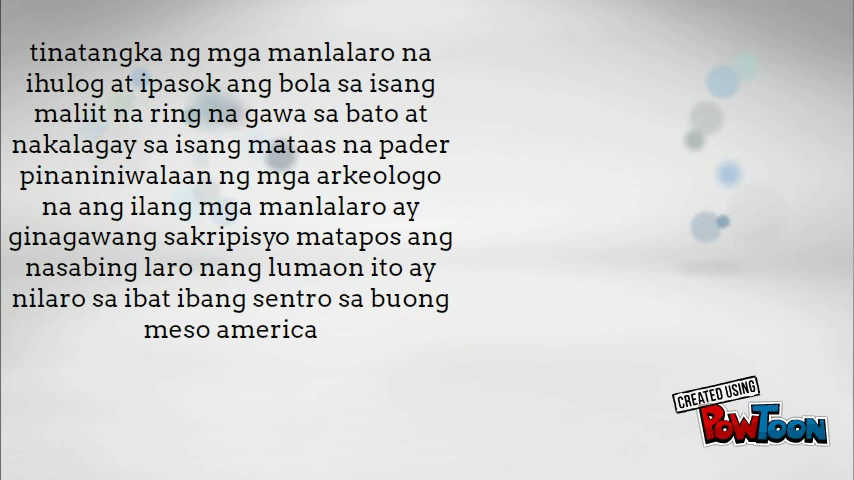 tinatangka ng mga manlalaro na
ihulog at ipasok ang bola sa isang
maliit na ring na gawa sa bato at
nakalagay sa isang mataas na pader
pinaniniwalaan ng mga arkeologo
na ang ilang mga manlalaro ay
ginagawang sakripisyo matapos ang
nasabing laro nang lumaon ito ay
nilaro sa ibat ibang sentro sa buong
meso america
CREATED USING
POWTOON